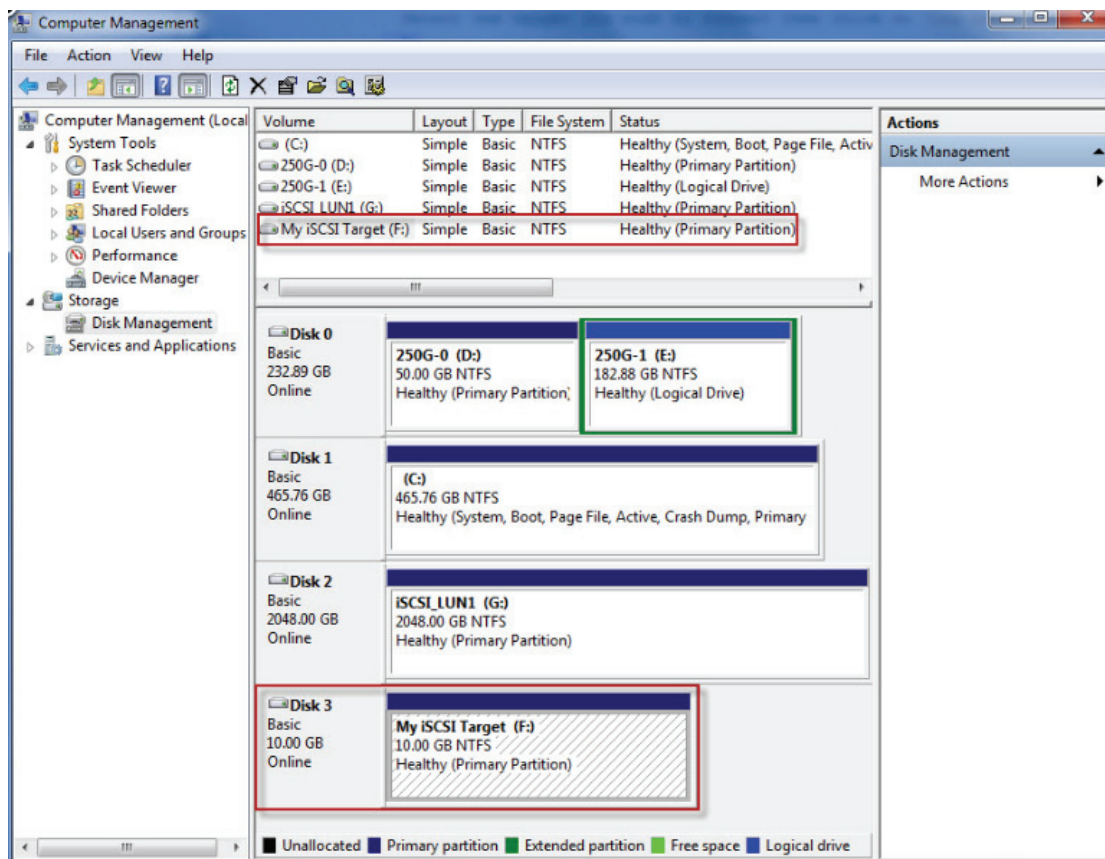 Computer Management
File Action View Help
Computer Management (Local
System Tools
Task Scheduler
Event Viewer
Shared Folders
Local Users and Groups
Performance
Device Manager
Storage
Disk Management
Services and Applications
Volume Layout Type File System Status
(C:) Simple Basic NTFS Healthy (System, Boot, Page File, Activ
250G-0 (D:) Simple Basic NTFS Healthy (Primary Partition)
250G-1 (E:) Simple Basic NTFS Healthy (Logical Drive)
iSCSI_LUN1 (G:) Simple Basic NTFS Healthy (Primary Partition)
My iSCSI Target (F:) Simple Basic NTFS Healthy (Primary Partition)
Disk 0
Basic
232.89 GB
Online
250G-0 (D:)
50.00 GB NTFS
Healthy (Primary Partition)
250G-1 (E:)
182.88 GB NTFS
Healthy (Logical Drive)
Disk 1
Basic
465.76 GB
Online
(C:)
465.76 GB NTFS
Healthy (System, Boot, Page File, Active, Crash Dump, Primary
Disk 2
Basic
2048.00 GB
Online
iSCSI_LUN1 (G:)
2048.00 GB NTFS
Healthy (Primary Partition)
Disk 3
Basic
10.00 GB
Online
My iSCSI Target (F:)
10.00 GB NTFS
Healthy (Primary Partition)
Unallocated Primary partition Extended partition Free space Logical drive
Actions
Disk Management
More Actions